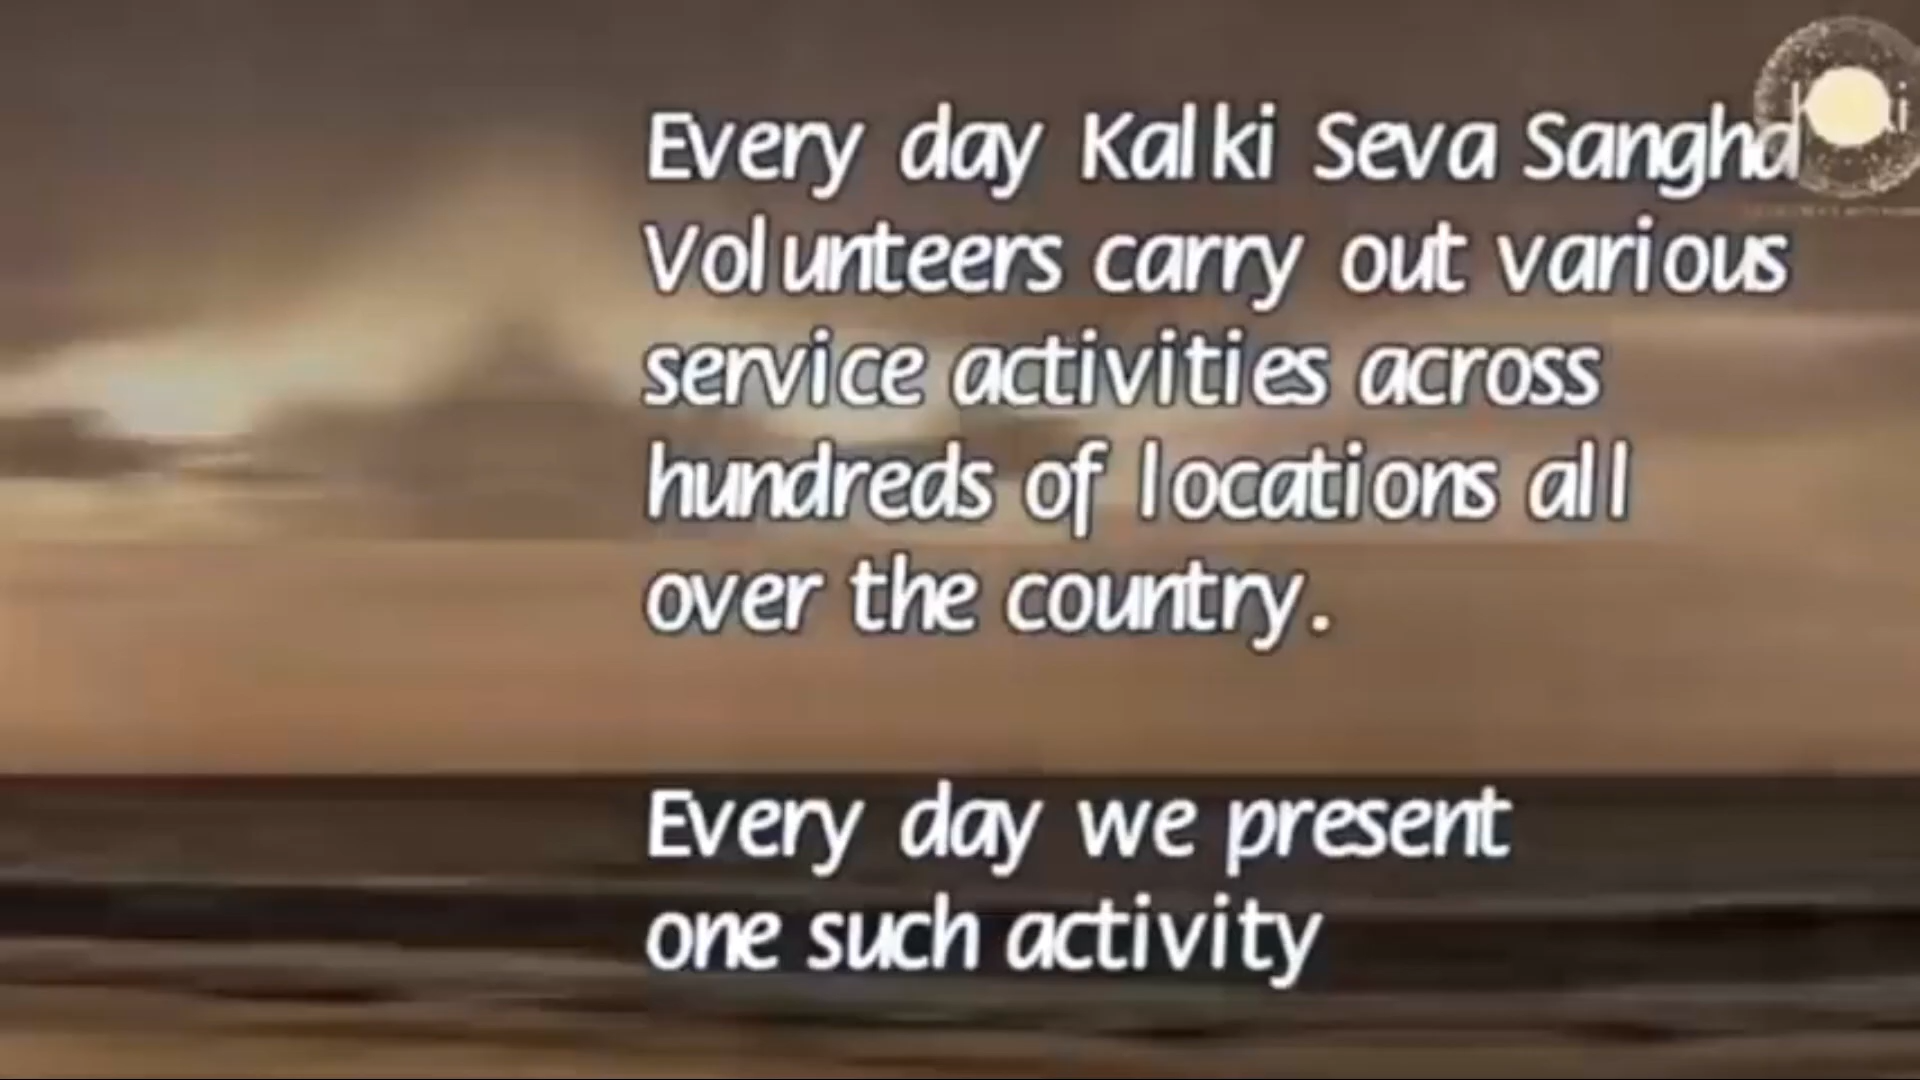 Every day Kalki Seva Sangha
Volunteers carry out various
service activities across
hundreds of locations all
over the country.
Every day we present
one such activity